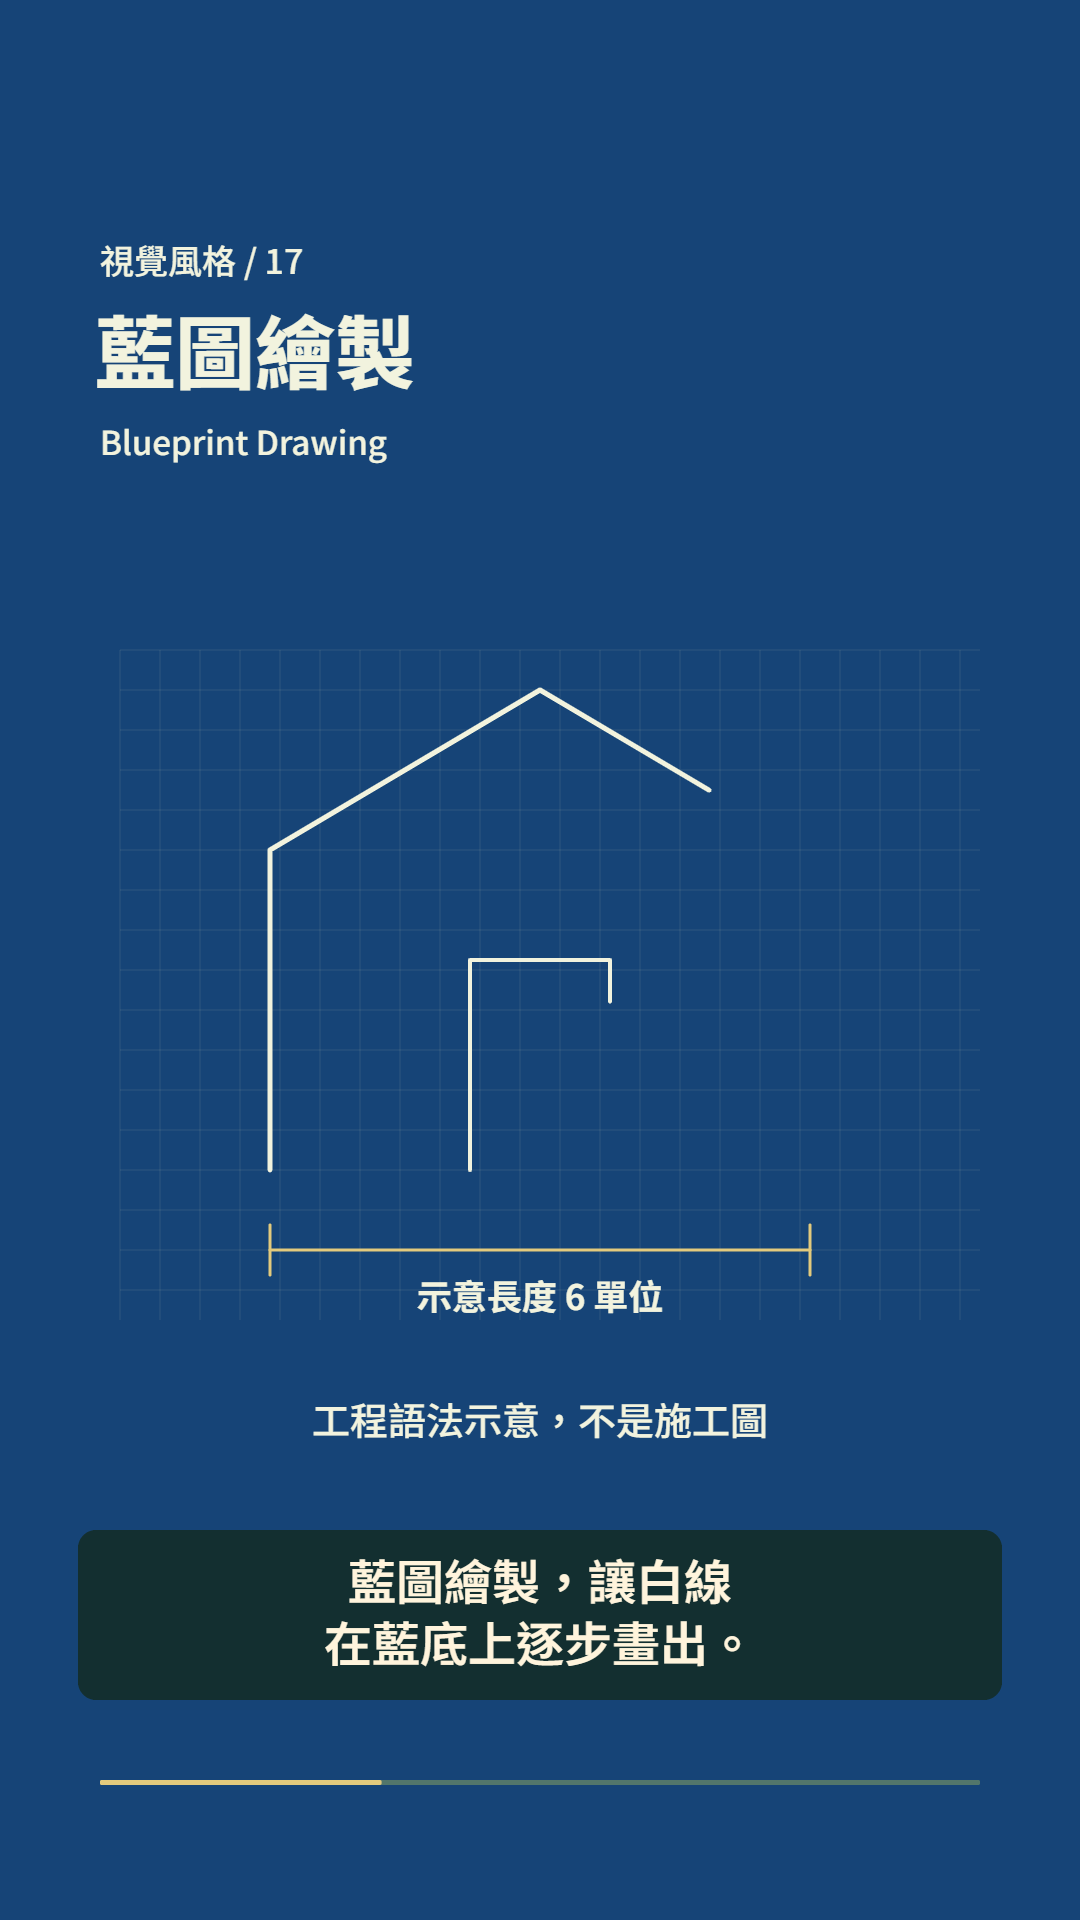 視覺風格 / 17
藍圖繪製
Blueprint Drawing
示意長度 6 單位
工程語法示意，不是施工圖
藍圖繪製，讓白線
在藍底上逐步畫出。